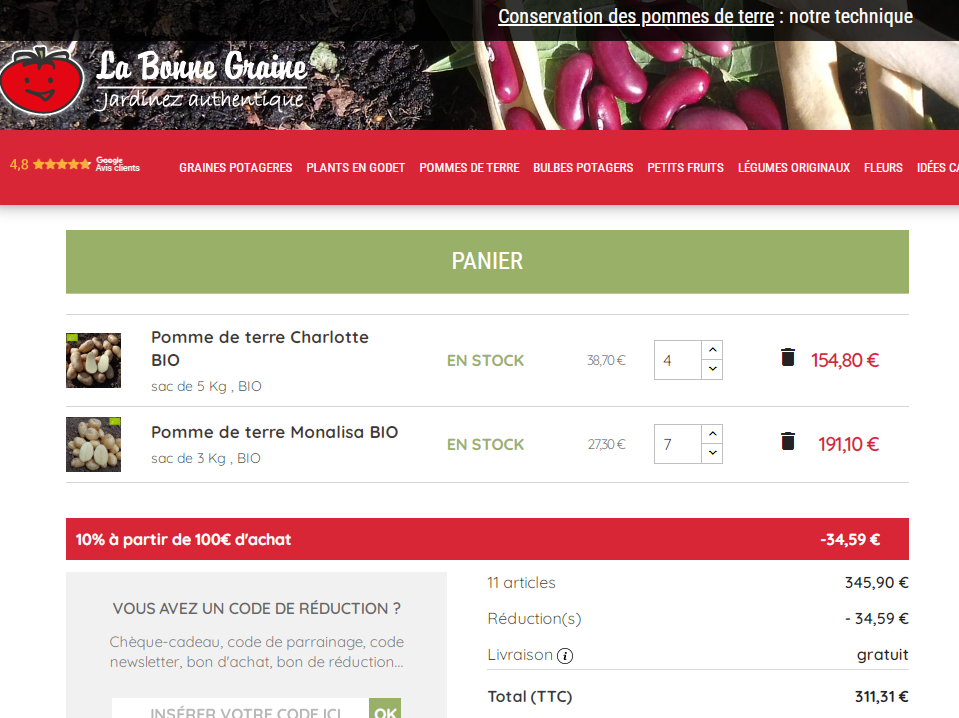 Conservation des pommes de terre : notre technique
La Bonne Graine
Jardinez authentique
4,8 Google Avis clients
GRAINES POTAGERES PLANTS EN GODET POMMES DE TERRE BULBES POTAGERS PETITS FRUITS LÉGUMES ORIGINAUX FLEURS IDÉES CA
PANIER
Pomme de terre Charlotte
BIO
sac de 5 Kg , BIO
EN STOCK 38,70 € 4 154,80 €
Pomme de terre Monalisa BIO
sac de 3 Kg , BIO
EN STOCK 27,30 € 7 191,10 €
10% à partir de 100€ d'achat -34,59 €
VOUS AVEZ UN CODE DE RÉDUCTION ?
Chèque-cadeau, code de parrainage, code
newsletter, bon d'achat, bon de réduction...
INSÉRER VOTRE CODE ICI OK
11 articles 345,90 €
Réduction(s) - 34,59 €
Livraison i gratuit
Total (TTC) 311,31 €